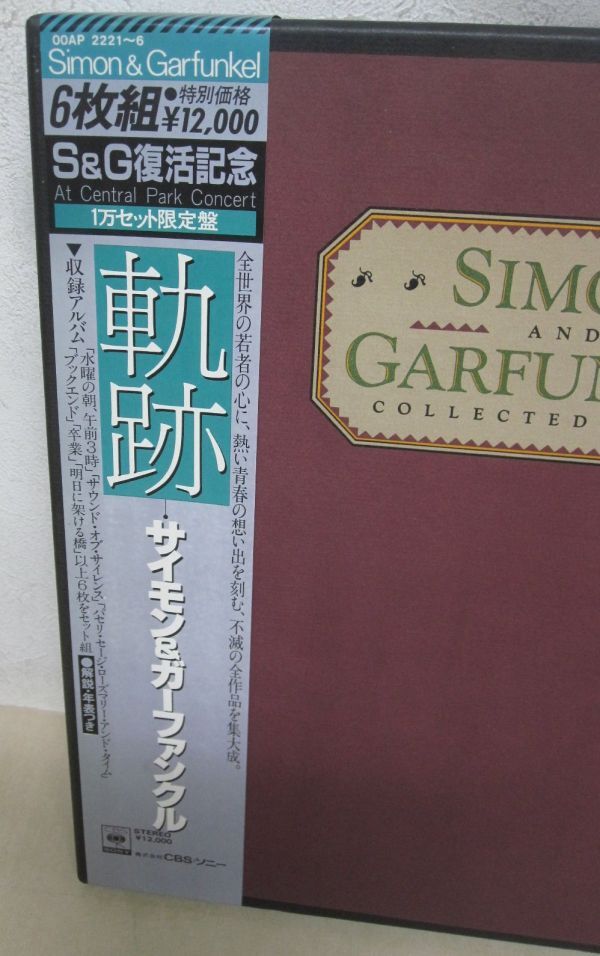 00AP 2221〜6
Simon & Garfunkel
6枚組●特別価格¥12,000
S&G復活記念
At Central Park Concert
1万セット限定盤
全世界の若者の心に、熱い青春の想い出を刻む、不滅の全作品を集大成。
軌跡
サイモン&ガーファンクル
▼収録アルバム
「水曜の朝、午前3時」「サウンド・オブ・サイレンス」「パセリ・セージ・ローズマリー・アンド・タイム」
「ブックエンド」「卒業」「明日に架ける橋」以上6枚をセット組
●解説・年表つき
CBS
SONY
STEREO
¥12,000
株式会社CBS・ソニー
SIMO
AND
GARFUN
COLLECTED